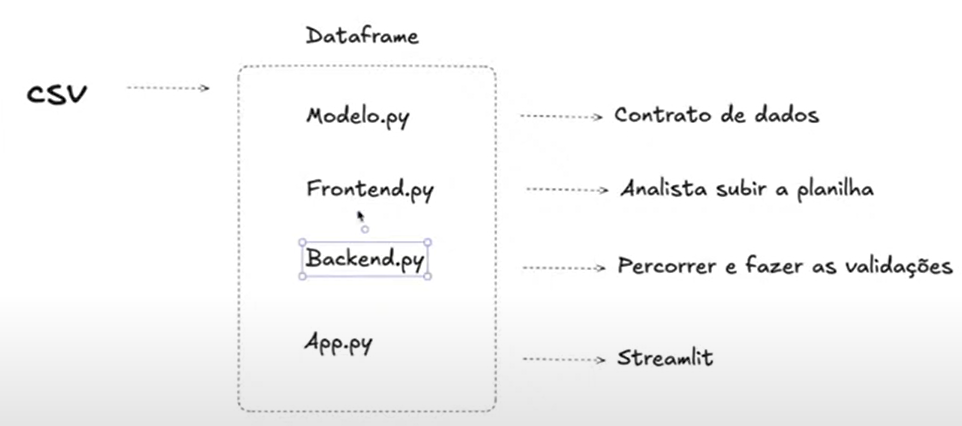 Dataframe
CSV
Modelo.py
Contrato de dados
Frontend.py
Analista subir a planilha
Backend.py
Percorrer e fazer as validações
App.py
Streamlit